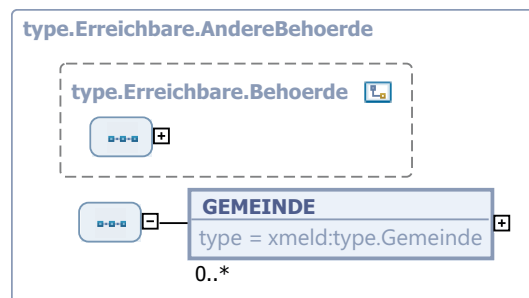 type.Erreichbare.AndereBehoerde
type.Erreichbare.Behoerde
GEMEINDE
type = xmeld:type.Gemeinde
0..*